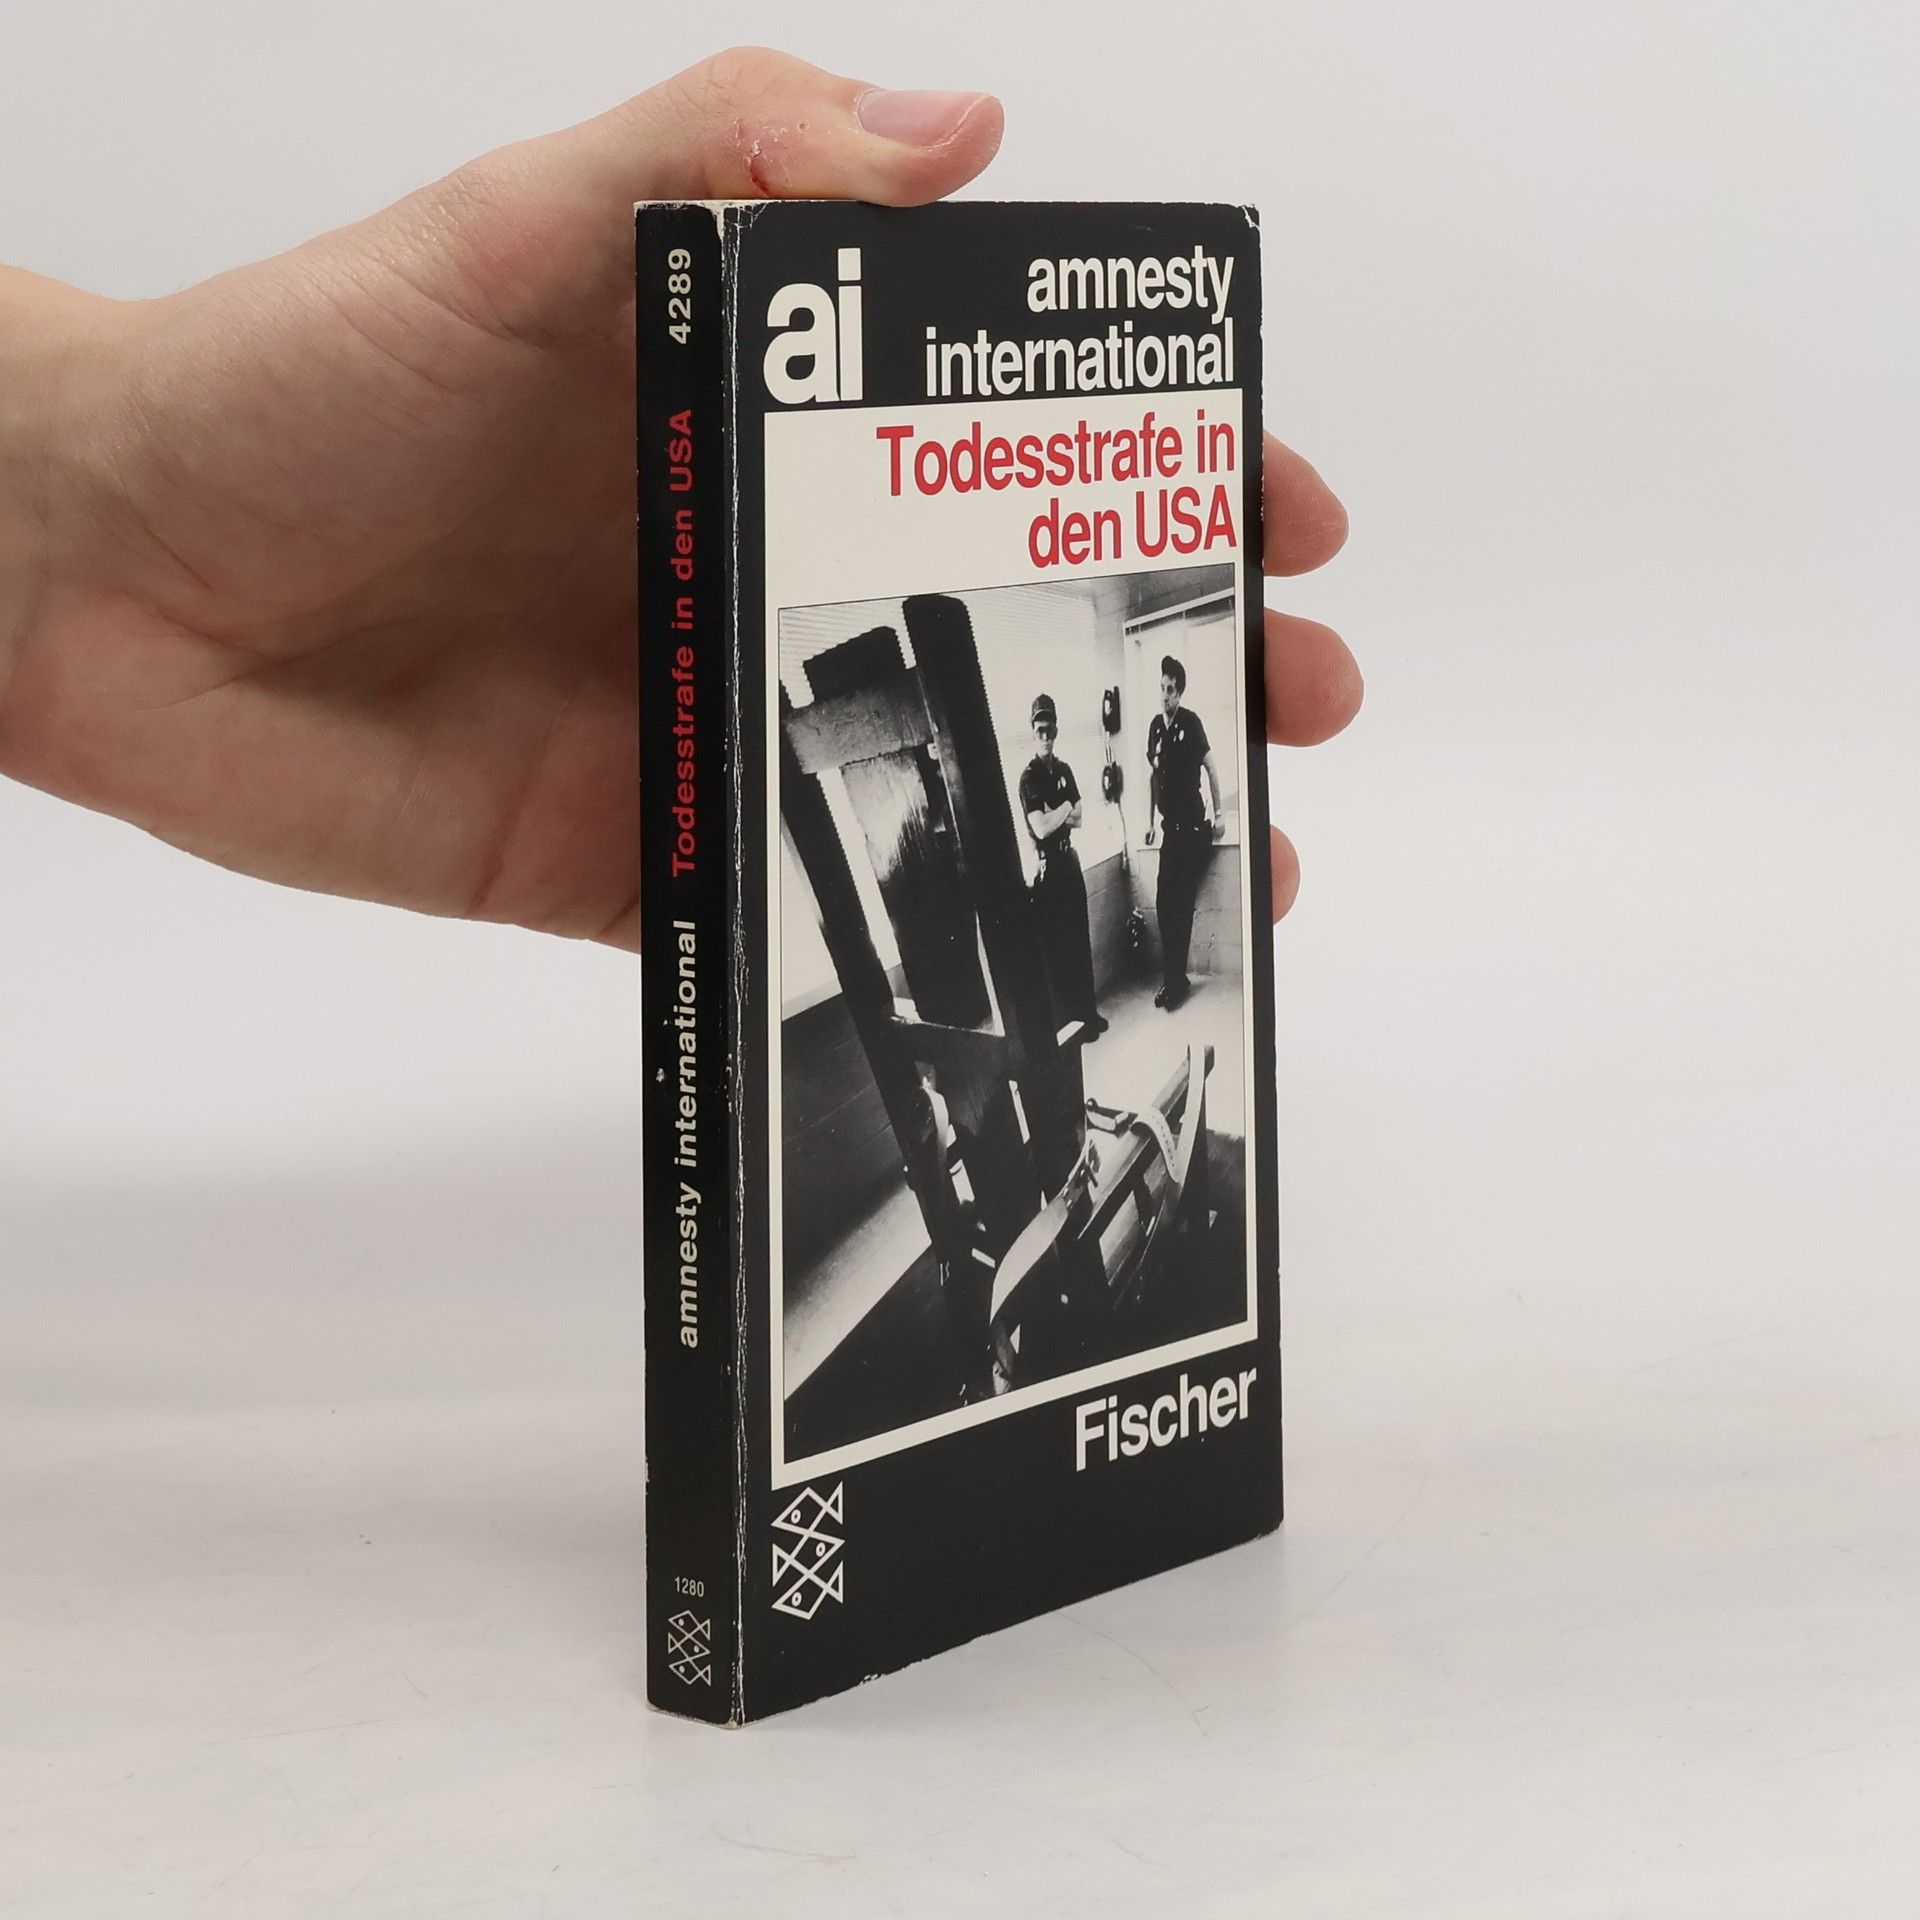 ai
amnesty
international
Todesstrafe in
den USA
Fischer
amnesty international Todesstrafe in den USA 4289
1280